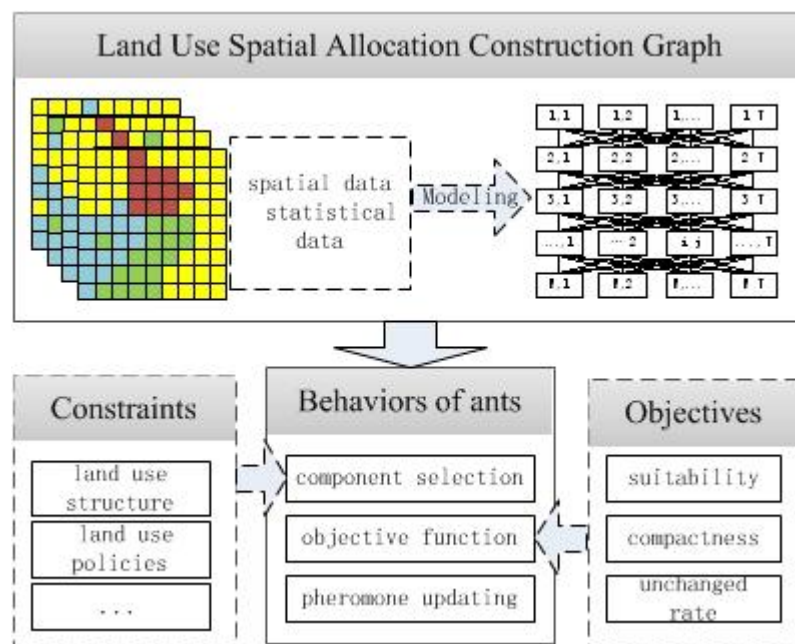 Land Use Spatial Allocation Construction Graph
spatial data
statistical
data
Modeling
1,1 1,2 1,... 1 T
2,1 2,2 2,... 2 T
3,1 3,2 3,... 3 T
...,1 ...2 i j ...,T
N,1 N,2 N,... N T
Constraints
land use
structure
land use
policies
...
Behaviors of ants
component selection
objective function
pheromone updating
Objectives
suitability
compactness
unchanged
rate